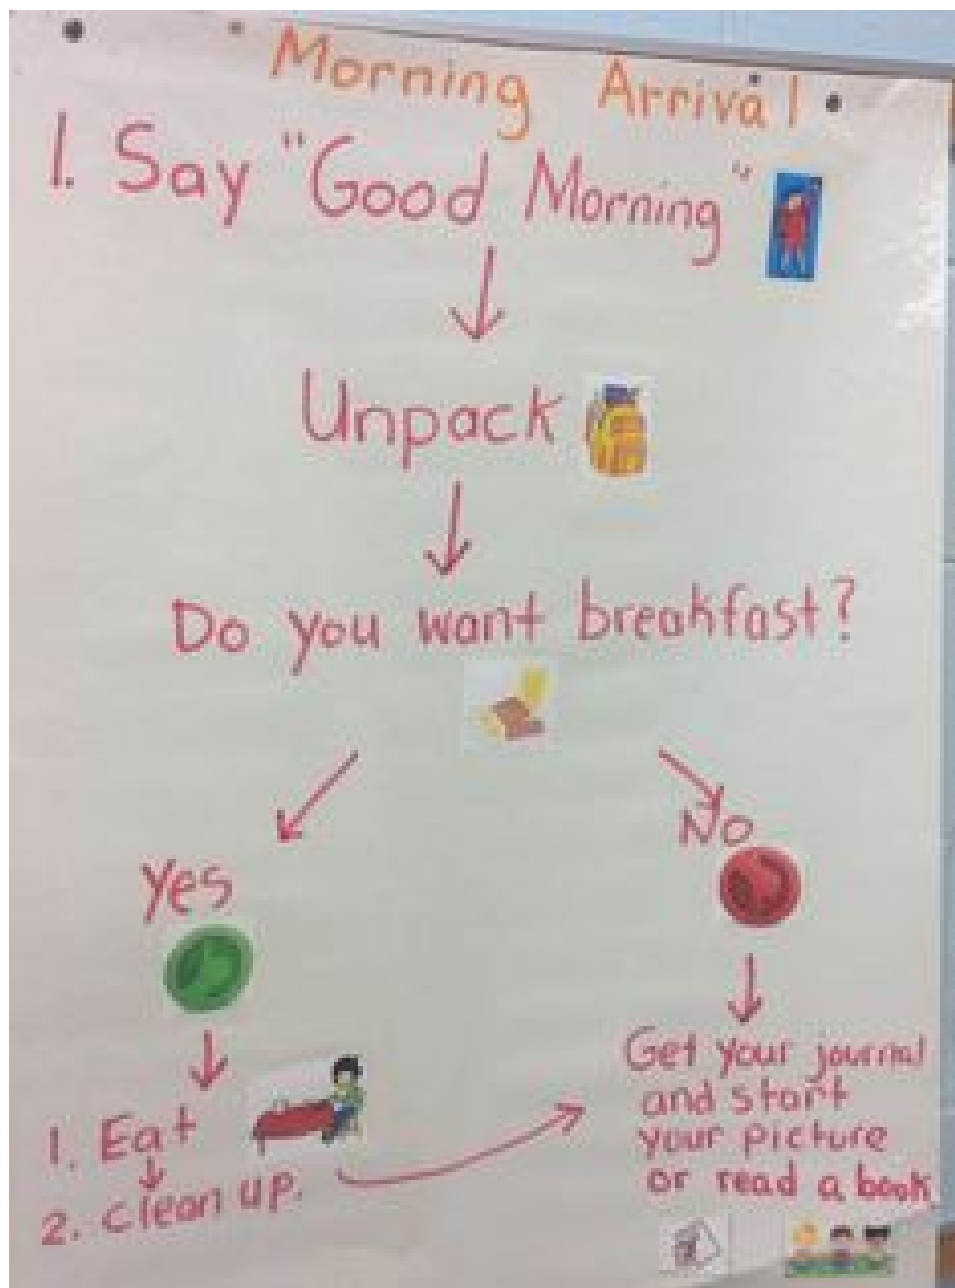 Morning Arrival
1. Say "Good Morning"
Unpack
Do you want breakfast?
Yes
No
1. Eat
2. clean up.
Get your journal
and start
your picture
or read a book